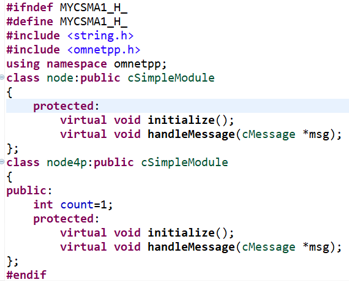 #ifndef MYCSMA1_H_
#define MYCSMA1_H_
#include <string.h>
#include <omnetpp.h>
using namespace omnetpp;
class node:public cSimpleModule
{
    protected:
        virtual void initialize();
        virtual void handleMessage(cMessage *msg);
};
class node4p:public cSimpleModule
{
public:
    int count=1;
    protected:
        virtual void initialize();
        virtual void handleMessage(cMessage *msg);
};
#endif